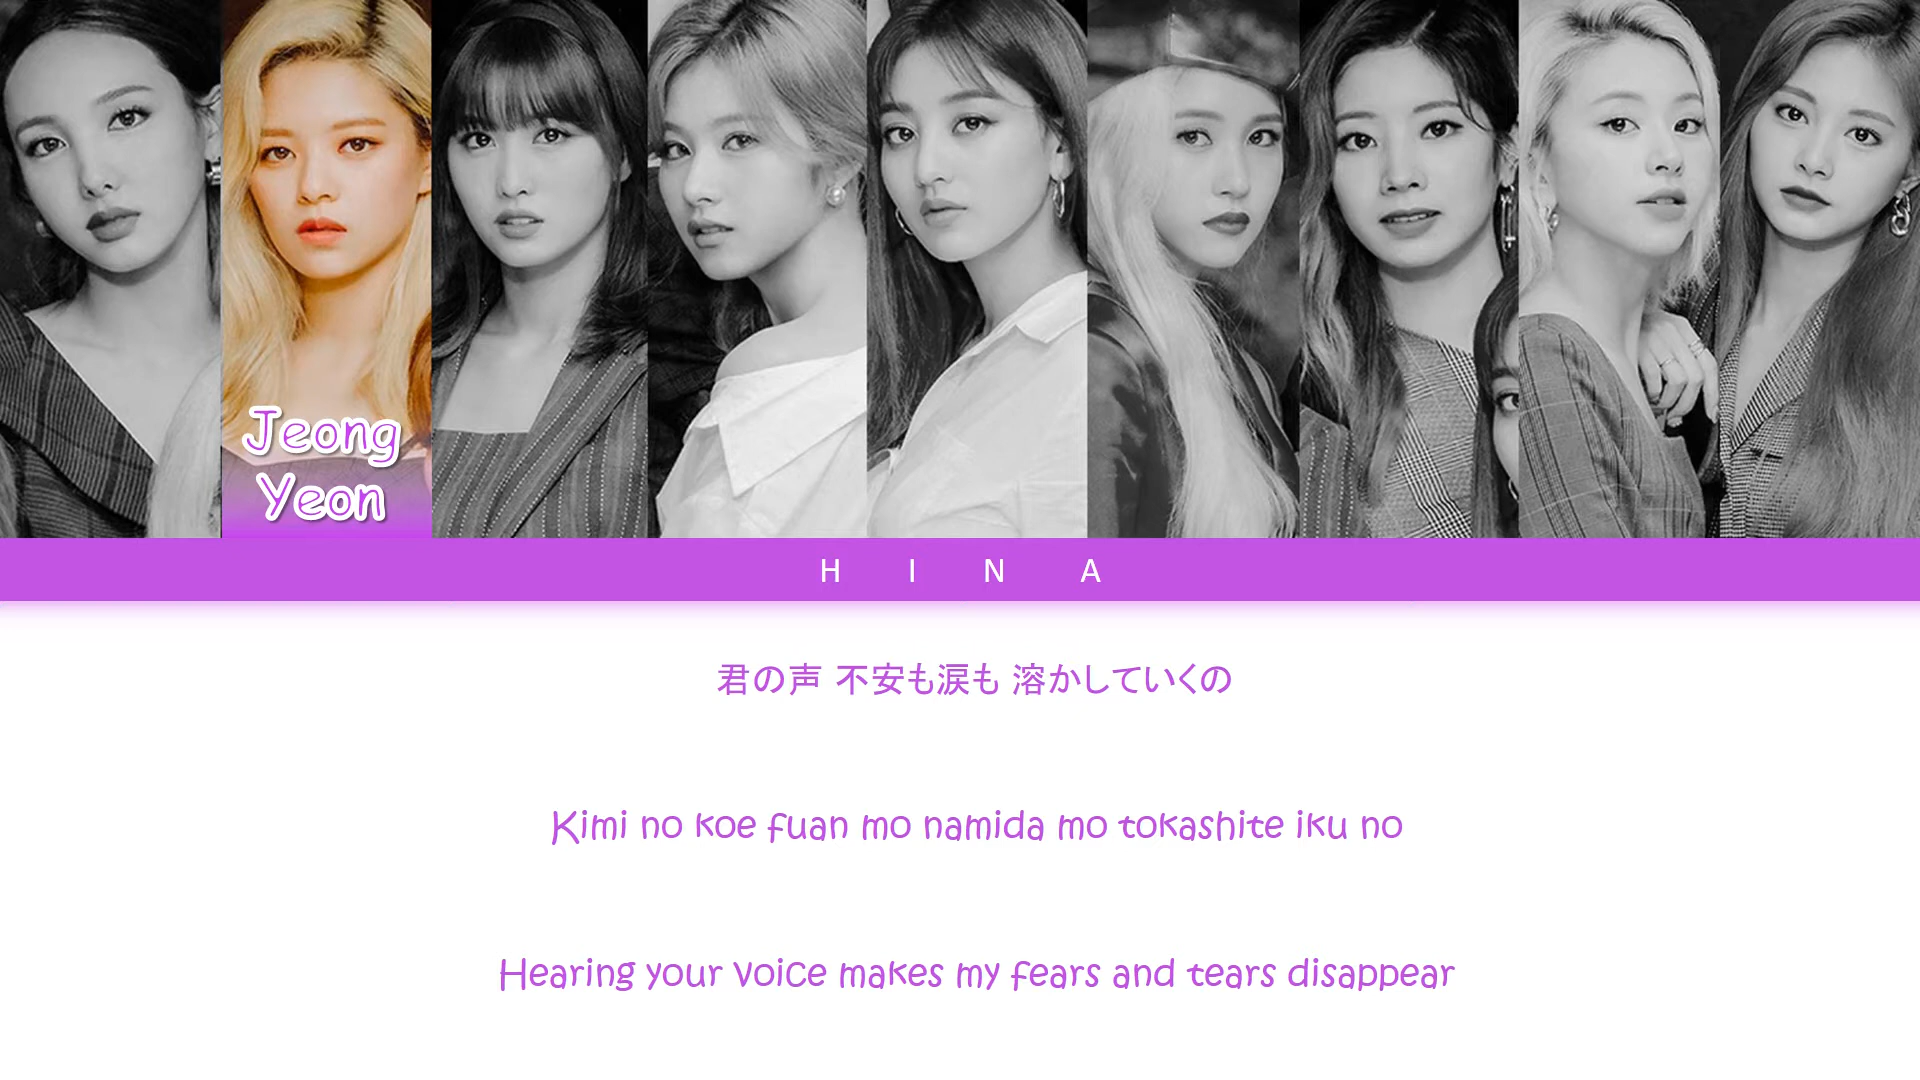 Jeong
Yeon
H I N A
君の声 不安も涙も 溶かしていくの
Kimi no koe fuan mo namida mo tokashite iku no
Hearing your voice makes my fears and tears disappear